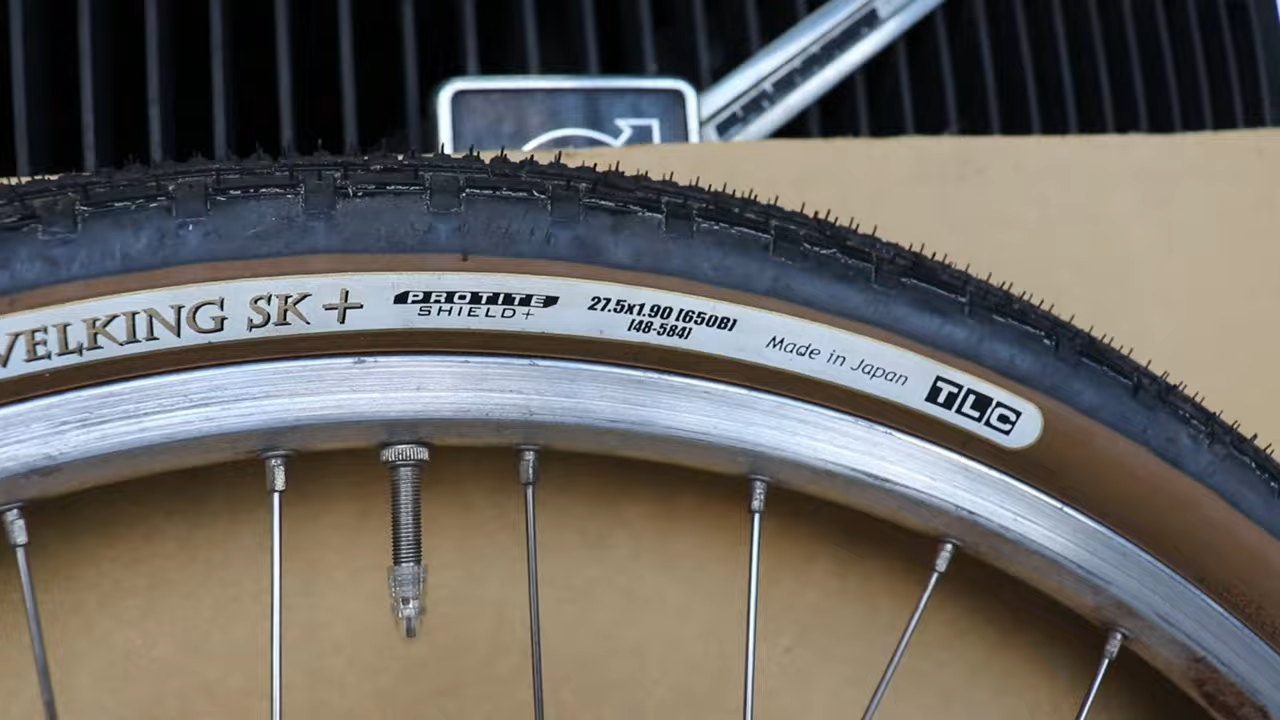 VELKING SK+
PROTITE
SHIELD+
27.5x1.90 [650B]
[48-584]
Made in Japan
TLC